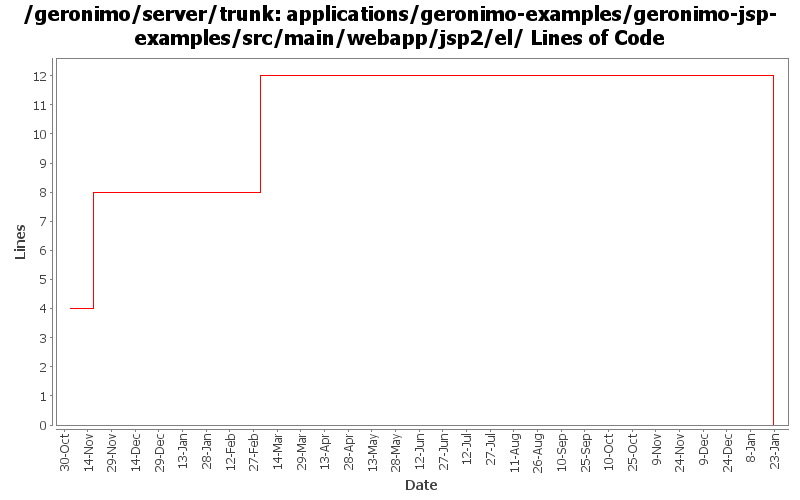 /geronimo/server/trunk: applications/geronimo-examples/geronimo-jsp-
examples/src/main/webapp/jsp2/el/ Lines of Code
Lines
12
11
10
9
8
7
6
5
4
3
2
1
0
30-Oct
14-Nov
29-Nov
14-Dec
29-Dec
13-Jan
28-Jan
12-Feb
27-Feb
14-Mar
29-Mar
13-Apr
28-Apr
13-May
28-May
12-Jun
27-Jun
12-Jul
27-Jul
11-Aug
26-Aug
10-Sep
25-Sep
10-Oct
25-Oct
9-Nov
24-Nov
9-Dec
24-Dec
8-Jan
23-Jan
Date